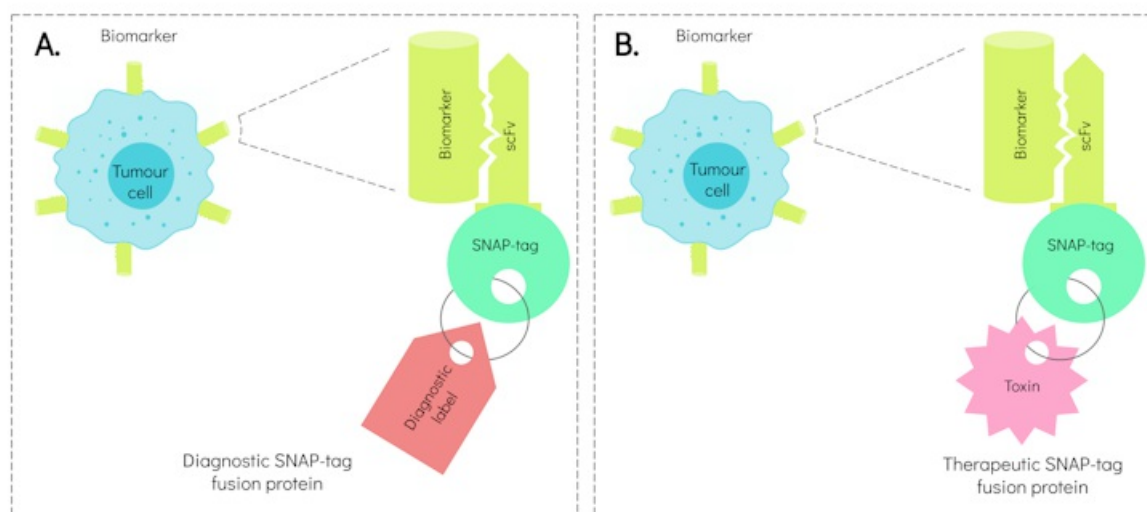 A.
Biomarker
Tumour
cell
Biomarker
scFv
SNAP-tag
Diagnostic
label
Diagnostic SNAP-tag
fusion protein
B.
Biomarker
Tumour
cell
Biomarker
scFv
SNAP-tag
Toxin
Therapeutic SNAP-tag
fusion protein